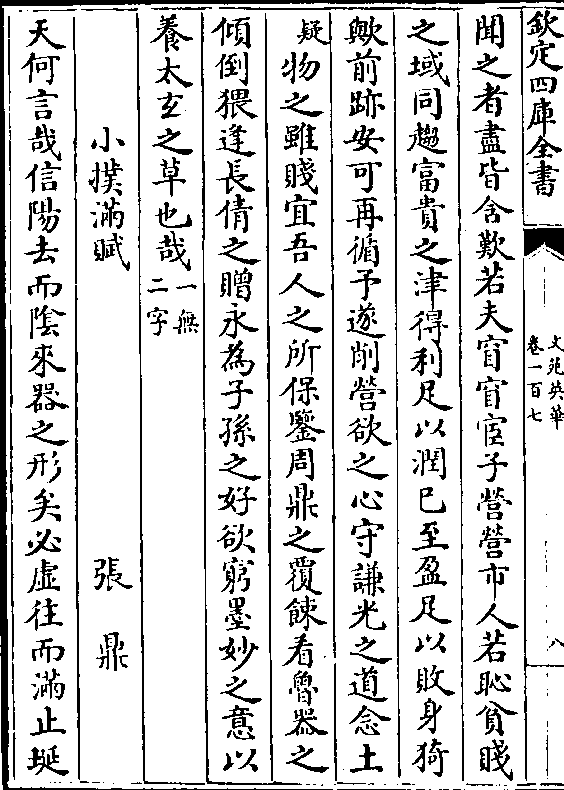 欽定四庫全書
文苑英華
卷一百七
八
聞之者盡皆含歎若夫窅窅宦子營營市人若恥貧賤
之域同趨富貴之津得利足以潤已至盈足以敗身猗
歟前跡安可再循予遂削營欲之心守謙光之道念土
疑物之雖賤宜吾人之所保鑒周鼎之覆餗看魯器之
傾倒猥逢長倩之贈永為子孫之好欲窮墨妙之意以
養太𤣥之草也哉一無二字
小撲滿賦
張鼎
天何言哉信陽去而陰來器之形矣必虛往而滿止埏